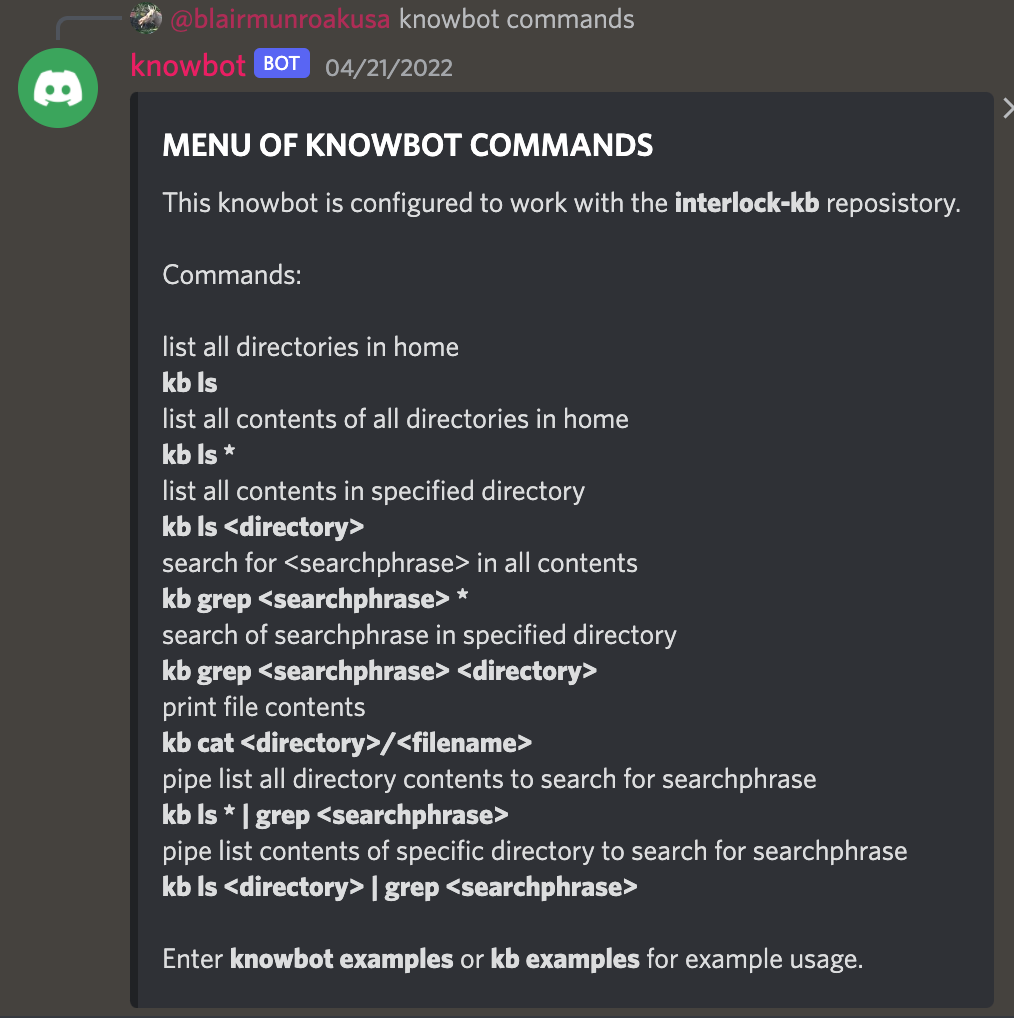 @blairmunroakusa knowbot commands
knowbot BOT 04/21/2022
MENU OF KNOWBOT COMMANDS
This knowbot is configured to work with the interlock-kb reposistory.
Commands:
list all directories in home
kb ls
list all contents of all directories in home
kb ls *
list all contents in specified directory
kb ls <directory>
search for <searchphrase> in all contents
kb grep <searchphrase> *
search of searchphrase in specified directory
kb grep <searchphrase> <directory>
print file contents
kb cat <directory>/<filename>
pipe list all directory contents to search for searchphrase
kb ls * | grep <searchphrase>
pipe list contents of specific directory to search for searchphrase
kb ls <directory> | grep <searchphrase>
Enter knowbot examples or kb examples for example usage.